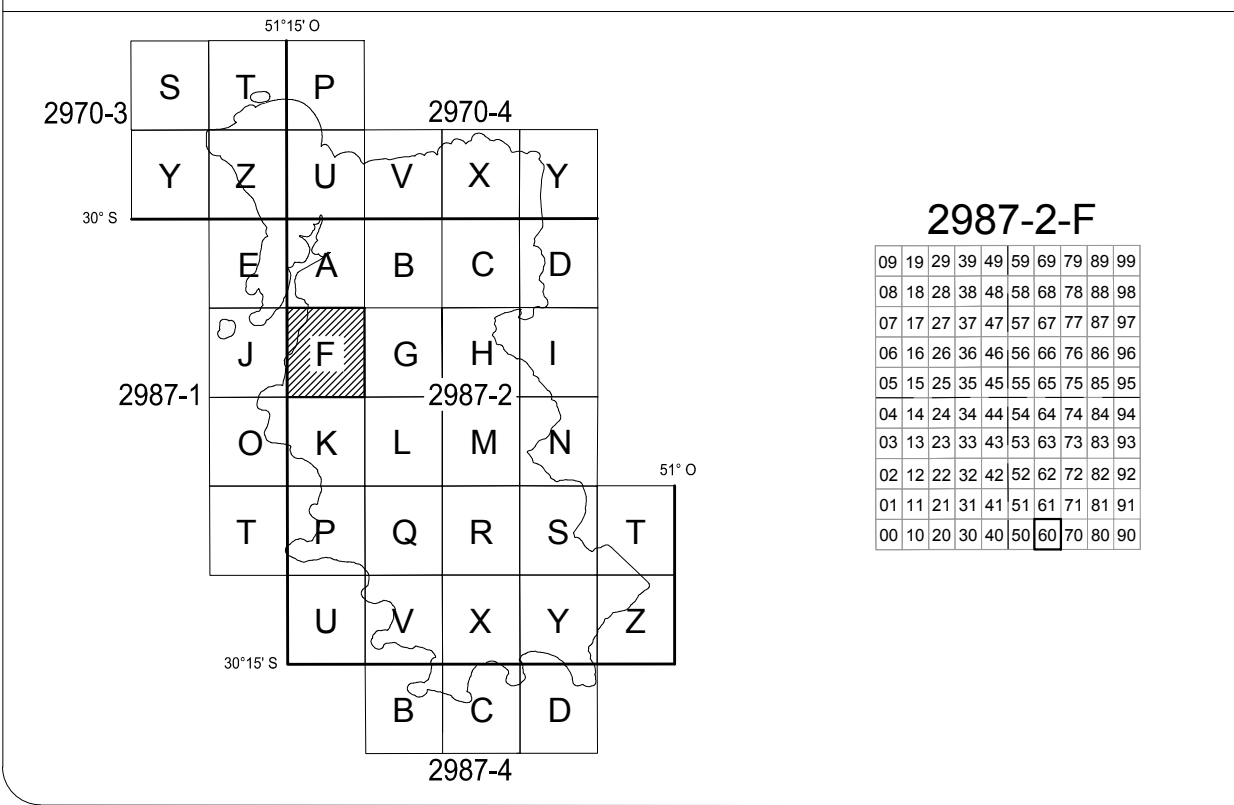 51°15' O
S T P
2970-3 2970-4
Y Z U V X Y
30° S
E A B C D
J F G H I
2987-1 2987-2
O K L M N
51° O
T P Q R S T
U V X Y Z
30°15' S
B C D
2987-4
2987-2-F
09 19 29 39 49 59 69 79 89 99
08 18 28 38 48 58 68 78 88 98
07 17 27 37 47 57 67 77 87 97
06 16 26 36 46 56 66 76 86 96
05 15 25 35 45 55 65 75 85 95
04 14 24 34 44 54 64 74 84 94
03 13 23 33 43 53 63 73 83 93
02 12 22 32 42 52 62 72 82 92
01 11 21 31 41 51 61 71 81 91
00 10 20 30 40 50 60 70 80 90